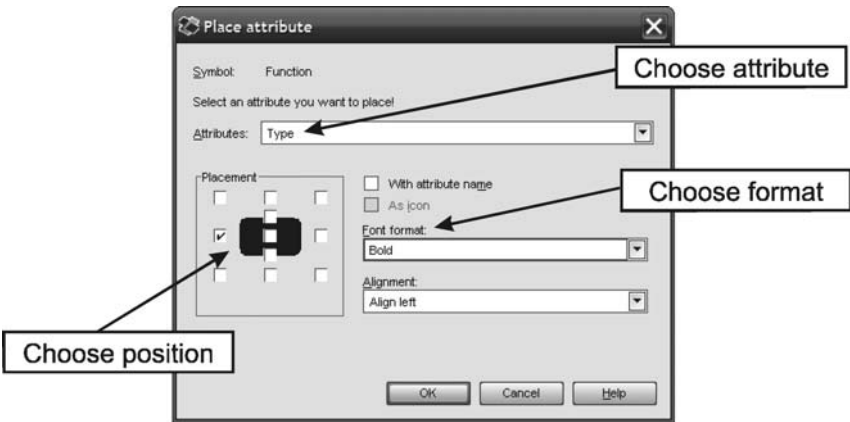 Place attribute
Symbol: Function
Choose attribute
Select an attribute you want to place!
Attributes: Type
Placement
With attribute name
As icon
Choose format
Font format:
Bold
Alignment:
Align left
Choose position
OK Cancel Help